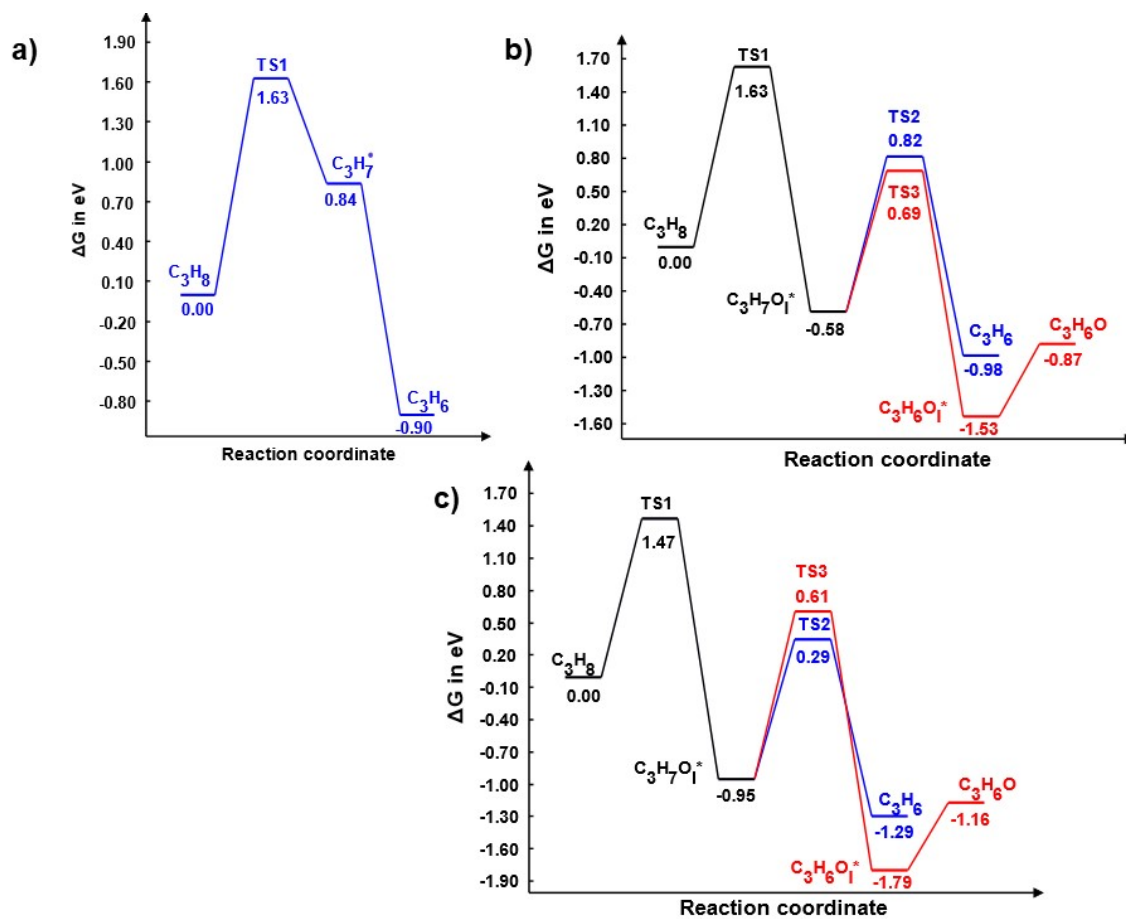 a)
ΔG in eV
1.90
1.60
1.30
1.00
0.70
0.40
0.10
-0.20
-0.50
-0.80
TS1
1.63
C3H7*
0.84
C3H8
0.00
C3H6
-0.90
Reaction coordinate
b)
ΔG in eV
1.70
1.40
1.10
0.80
0.50
0.20
-0.10
-0.40
-0.70
-1.00
-1.30
-1.60
TS1
1.63
TS2
0.82
TS3
0.69
C3H8
0.00
C3H7OI*
-0.58
C3H6
-0.98
C3H6O
-0.87
C3H6OI*
-1.53
Reaction coordinate
c)
ΔG in eV
1.70
1.40
1.10
0.80
0.50
0.20
-0.10
-0.40
-0.70
-1.00
-1.30
-1.60
-1.90
TS1
1.47
TS3
0.61
TS2
0.29
C3H8
0.00
C3H7OI*
-0.95
C3H6
-1.29
C3H6O
-1.16
C3H6OI*
-1.79
Reaction coordinate